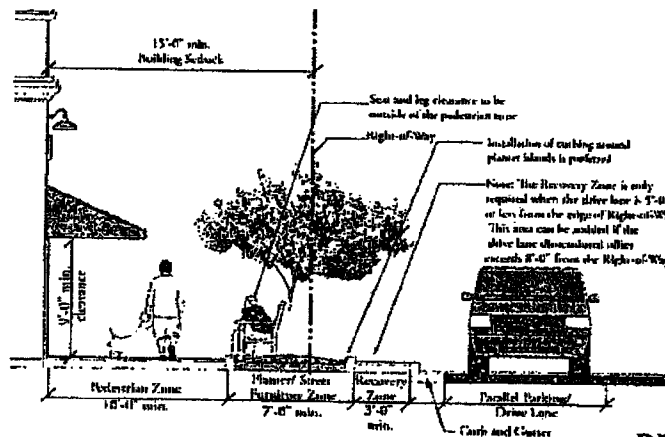 15'-0" min.
Building Setback
Seat and leg clearance to be
outside of the pedestrian zone
Right-of-Way
Installation of curbing around
planter islands is preferred
Note: The Recovery Zone is only
required when the drive lane is
or less from the edge of Right-of-Way
This area can be omitted if the
drive lane dimensional
exceeds 8'-0" from the Right-of-Way
9'-0" min.
clearance
Pedestrian Zone
10'-0" min.
Planter/ Street
Furniture Zone
7'-0" min.
Recovery
Zone
3'-0"
min.
Parallel Parking/
Drive Lane
Curb and Gutter